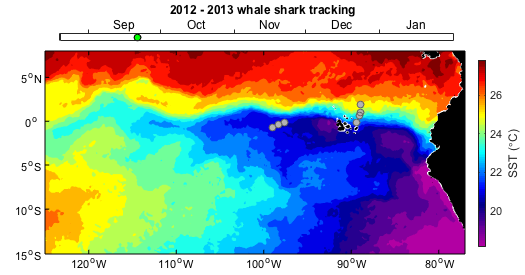 2012 - 2013 whale shark tracking
Sep Oct Nov Dec Jan
5°N
0°
5°S
10°S
15°S
120°W 110°W 100°W 90°W 80°W
26
24
22
20
SST (°C)